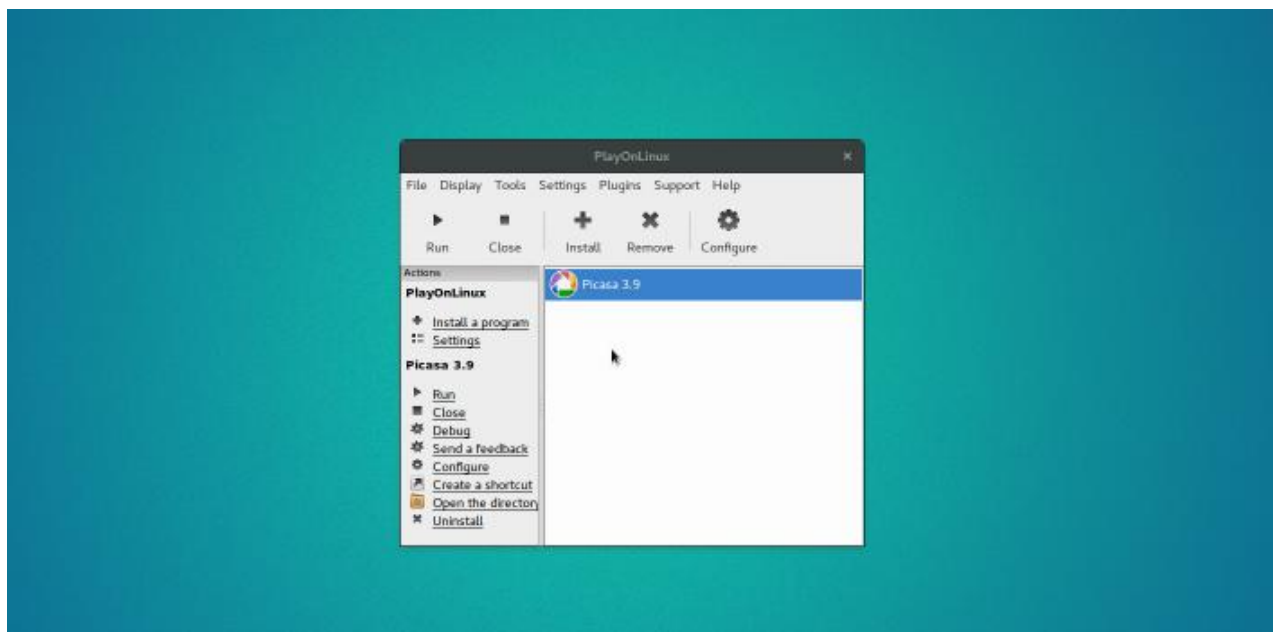 PlayOnLinux
File Display Tools Settings Plugins Support Help
Run Close Install Remove Configure
Actions
PlayOnLinux
Install a program
Settings
Picasa 3.9
Run
Close
Debug
Send a feedback
Configure
Create a shortcut
Open the director
Uninstall
Picasa 3.9